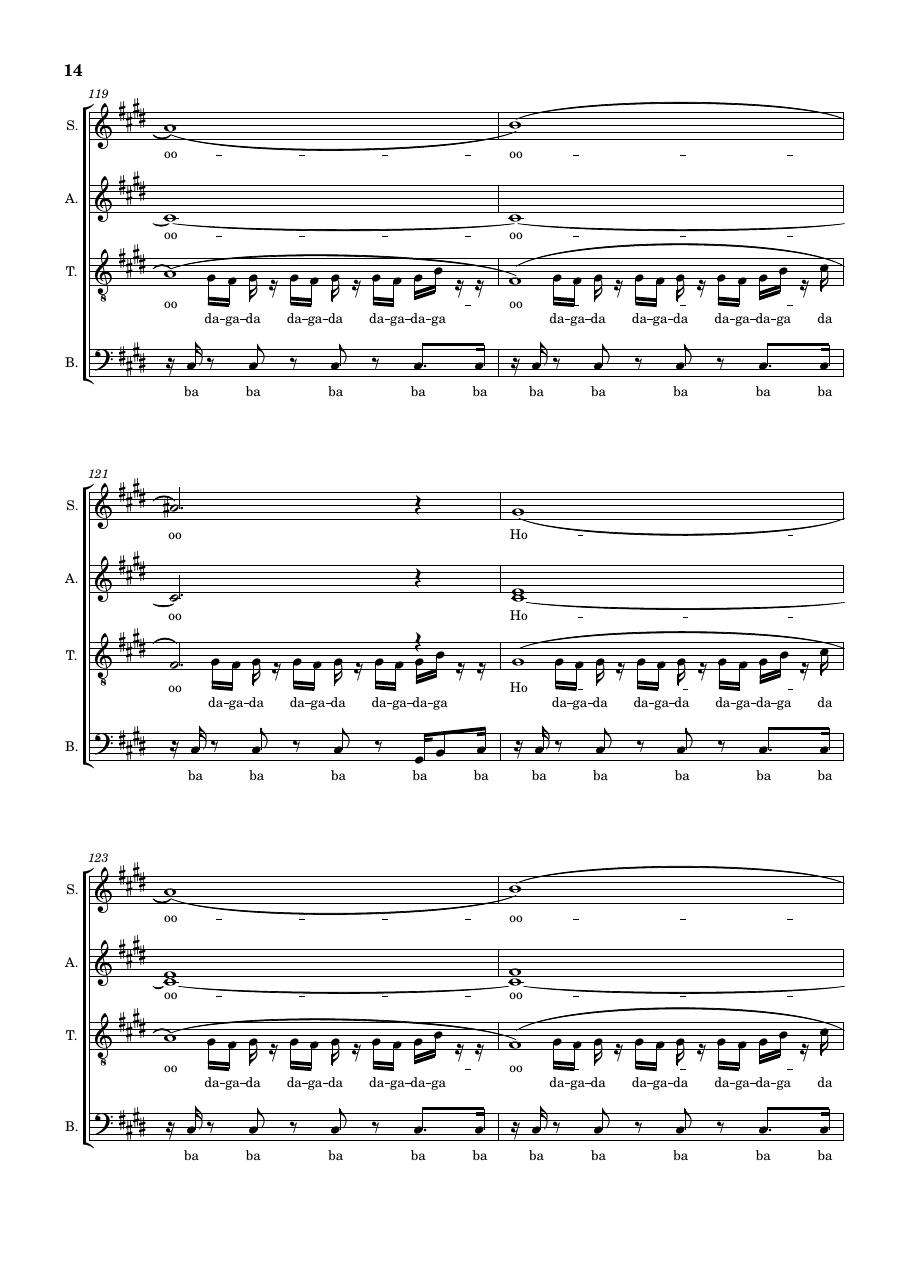 14
119
S.
oo – – – oo – – –
A.
oo – – – oo – – –
T.
oo – – – oo – – –
da–ga–da da–ga–da da–ga–da–ga da–ga–da da–ga–da da–ga–da–ga da
B.
ba ba ba ba ba ba ba ba ba ba
121
S.
oo Ho – – –
A.
oo Ho – – –
T.
oo Ho – – –
da–ga–da da–ga–da da–ga–da–ga da–ga–da da–ga–da da–ga–da–ga da
B.
ba ba ba ba ba ba ba ba ba ba
123
S.
oo – – – oo – – –
A.
oo – – – oo – – –
T.
oo – – – oo – – –
da–ga–da da–ga–da da–ga–da–ga da–ga–da da–ga–da da–ga–da–ga da
B.
ba ba ba ba ba ba ba ba ba ba